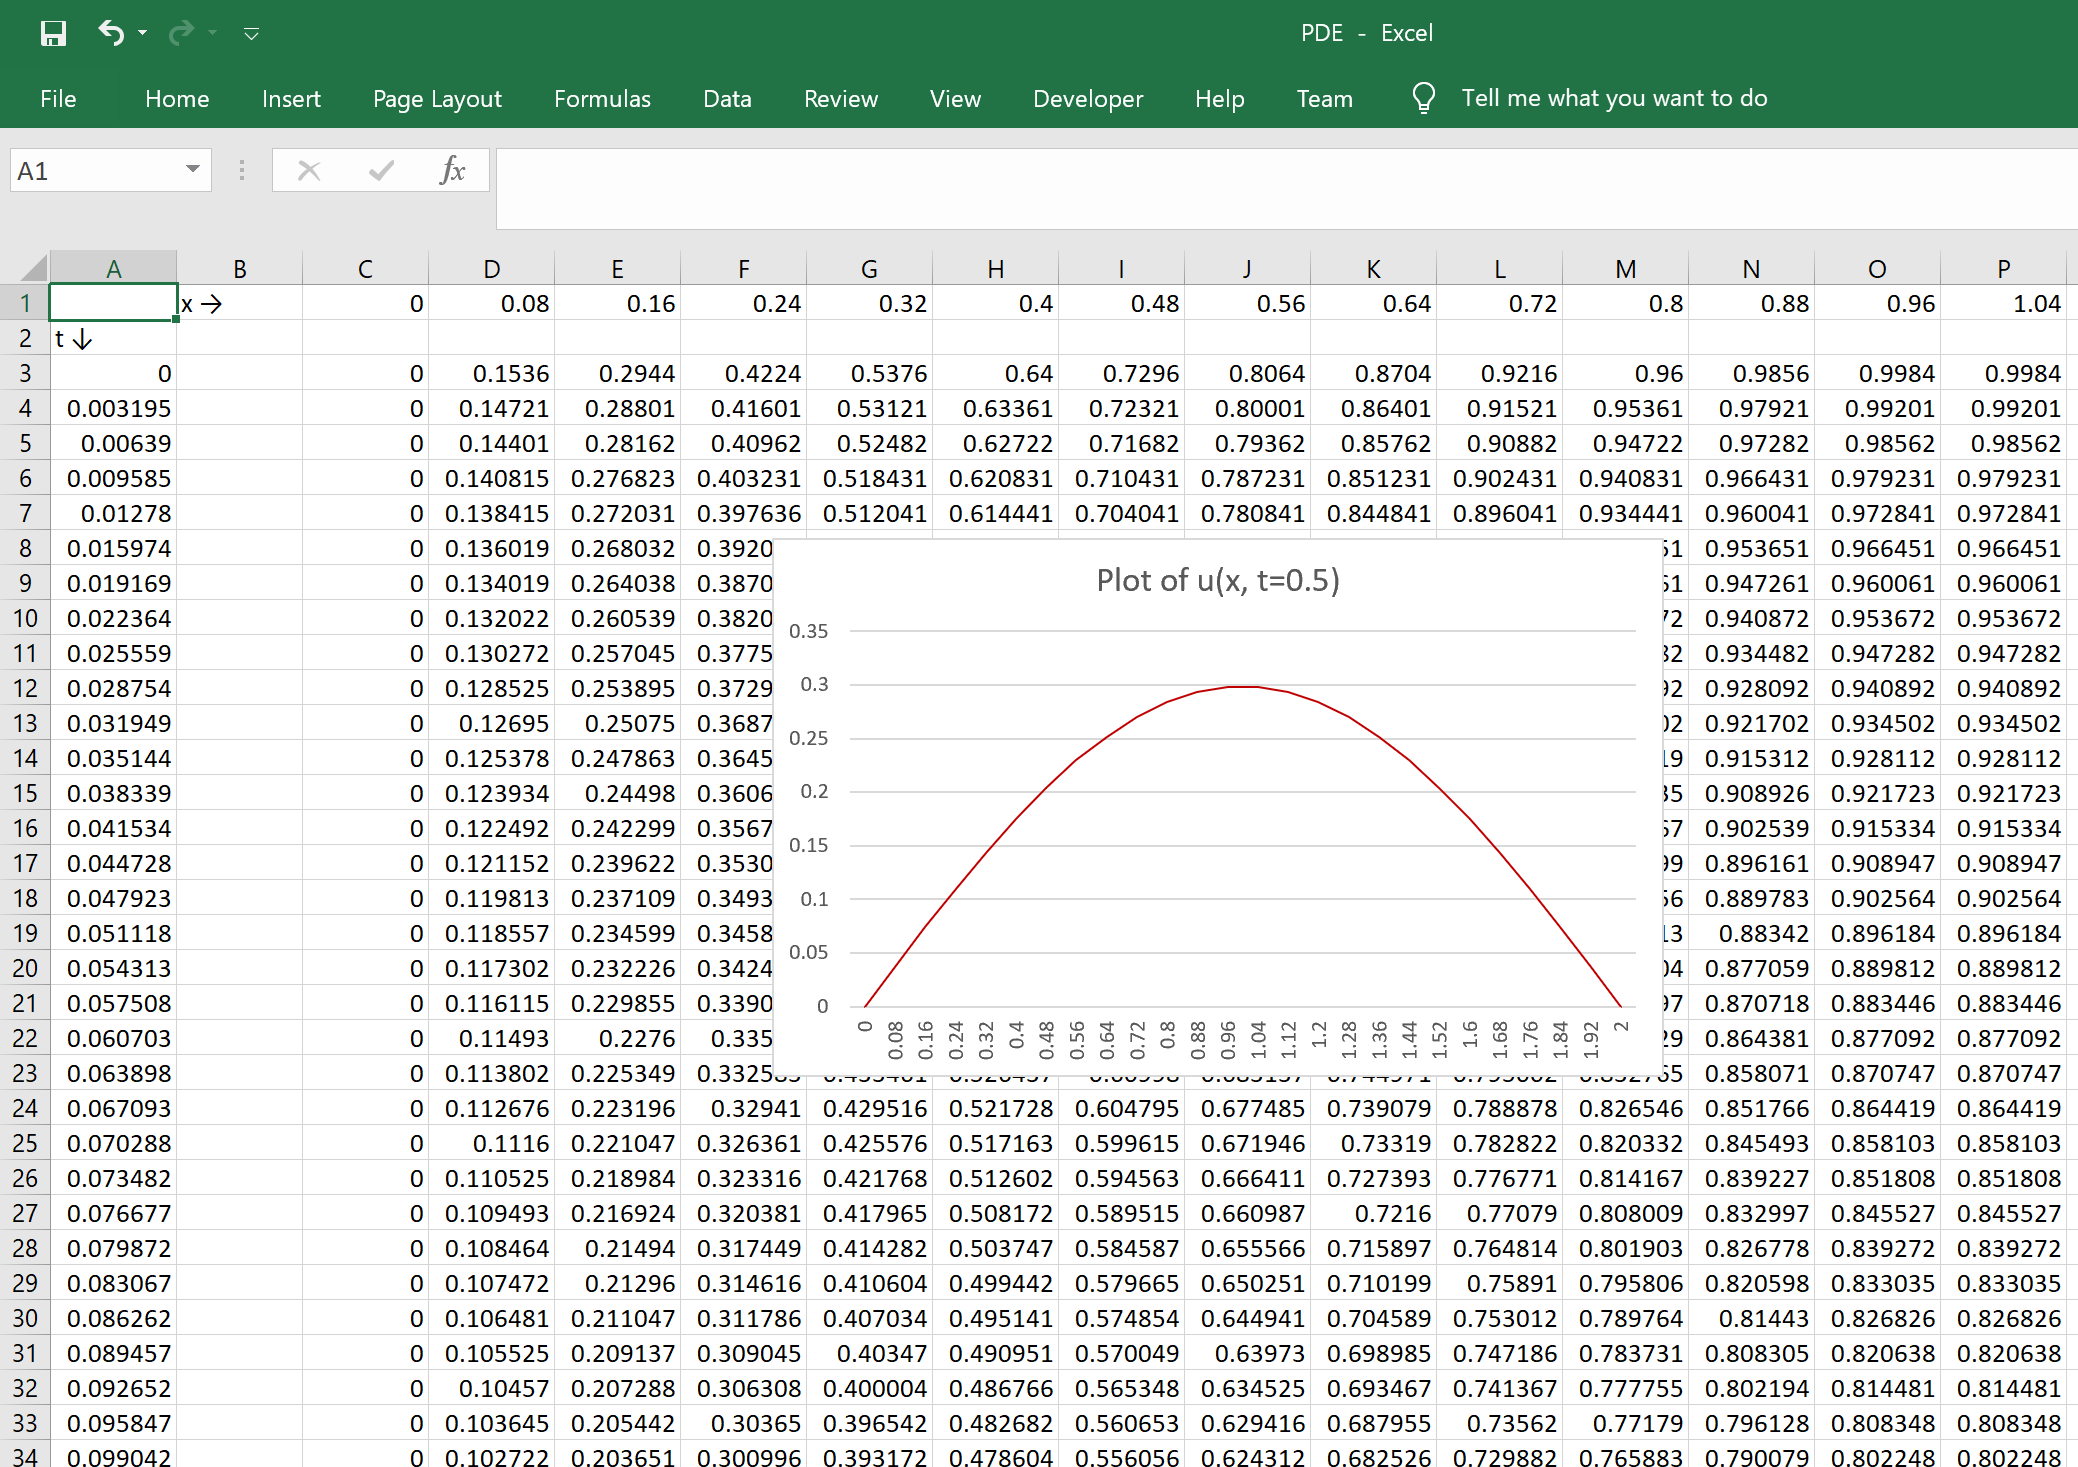 PDE - Excel
File Home Insert Page Layout Formulas Data Review View Developer Help Team Tell me what you want to do
A1 fx
A B C D E F G H I J K L M N O P
1 x → 0 0.08 0.16 0.24 0.32 0.4 0.48 0.56 0.64 0.72 0.8 0.88 0.96 1.04
2 t ↓
3 0 0 0.1536 0.2944 0.4224 0.5376 0.64 0.7296 0.8064 0.8704 0.9216 0.96 0.9856 0.9984 0.9984
4 0.003195 0 0.14721 0.28801 0.41601 0.53121 0.63361 0.72321 0.80001 0.86401 0.91521 0.95361 0.97921 0.99201 0.99201
5 0.00639 0 0.14401 0.28162 0.40962 0.52482 0.62722 0.71682 0.79362 0.85762 0.90882 0.94722 0.97282 0.98562 0.98562
6 0.009585 0 0.140815 0.276823 0.403231 0.518431 0.620831 0.710431 0.787231 0.851231 0.902431 0.940831 0.966431 0.979231 0.979231
7 0.01278 0 0.138415 0.272031 0.397636 0.512041 0.614441 0.704041 0.780841 0.844841 0.896041 0.934441 0.960041 0.972841 0.972841
8 0.015974 0 0.136019 0.268032 0.3920 51 0.953651 0.966451 0.966451
9 0.019169 0 0.134019 0.264038 0.3870 51 0.947261 0.960061 0.960061
10 0.022364 0 0.132022 0.260539 0.3820 72 0.940872 0.953672 0.953672
11 0.025559 0 0.130272 0.257045 0.3775 82 0.934482 0.947282 0.947282
12 0.028754 0 0.128525 0.253895 0.3729 92 0.928092 0.940892 0.940892
13 0.031949 0 0.12695 0.25075 0.3687 02 0.921702 0.934502 0.934502
14 0.035144 0 0.125378 0.247863 0.3645 19 0.915312 0.928112 0.928112
15 0.038339 0 0.123934 0.24498 0.3606 35 0.908926 0.921723 0.921723
16 0.041534 0 0.122492 0.242299 0.3567 57 0.902539 0.915334 0.915334
17 0.044728 0 0.121152 0.239622 0.3530 99 0.896161 0.908947 0.908947
18 0.047923 0 0.119813 0.237109 0.3493 56 0.889783 0.902564 0.902564
19 0.051118 0 0.118557 0.234599 0.3458 13 0.88342 0.896184 0.896184
20 0.054313 0 0.117302 0.232226 0.3424 04 0.877059 0.889812 0.889812
21 0.057508 0 0.116115 0.229855 0.3390 97 0.870718 0.883446 0.883446
22 0.060703 0 0.11493 0.2276 0.335 29 0.864381 0.877092 0.877092
23 0.063898 0 0.113802 0.225349 0.858071 0.870747 0.870747
24 0.067093 0 0.112676 0.223196 0.32941 0.429516 0.521728 0.604795 0.677485 0.739079 0.788878 0.826546 0.851766 0.864419 0.864419
25 0.070288 0 0.1116 0.221047 0.326361 0.425576 0.517163 0.599615 0.671946 0.73319 0.782822 0.820332 0.845493 0.858103 0.858103
26 0.073482 0 0.110525 0.218984 0.323316 0.421768 0.512602 0.594563 0.666411 0.727393 0.776771 0.814167 0.839227 0.851808 0.851808
27 0.076677 0 0.109493 0.216924 0.320381 0.417965 0.508172 0.589515 0.660987 0.7216 0.77079 0.808009 0.832997 0.845527 0.845527
28 0.079872 0 0.108464 0.21494 0.317449 0.414282 0.503747 0.584587 0.655566 0.715897 0.764814 0.801903 0.826778 0.839272 0.839272
29 0.083067 0 0.107472 0.21296 0.314616 0.410604 0.499442 0.579665 0.650251 0.710199 0.75891 0.795806 0.820598 0.833035 0.833035
30 0.086262 0 0.106481 0.211047 0.311786 0.407034 0.495141 0.574854 0.644941 0.704589 0.753012 0.789764 0.81443 0.826826 0.826826
31 0.089457 0 0.105525 0.209137 0.309045 0.40347 0.490951 0.570049 0.63973 0.698985 0.747186 0.783731 0.808305 0.820638 0.820638
32 0.092652 0 0.10457 0.207288 0.306308 0.400004 0.486766 0.565348 0.634525 0.693467 0.741367 0.777755 0.802194 0.814481 0.814481
33 0.095847 0 0.103645 0.205442 0.30365 0.396542 0.482682 0.560653 0.629416 0.687955 0.73562 0.77179 0.796128 0.808348 0.808348
34 0.099042 0 0.102722 0.203651 0.300996 0.393172 0.478604 0.556056 0.624312 0.682526 0.729882 0.765883 0.790079 0.802248 0.802248
Plot of u(x, t=0.5)
0.35
0.3
0.25
0.2
0.15
0.1
0.05
0
0 0.08 0.16 0.24 0.32 0.4 0.48 0.56 0.64 0.72 0.8 0.88 0.96 1.04 1.12 1.2 1.28 1.36 1.44 1.52 1.6 1.68 1.76 1.84 1.92 2